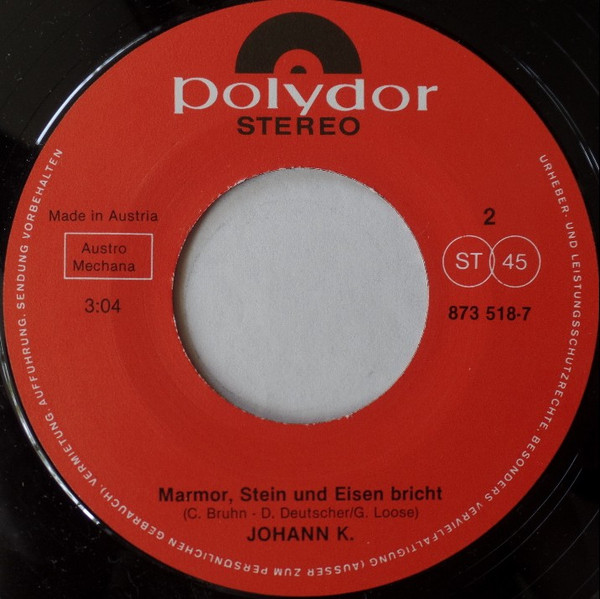 polydor
STEREO
Made in Austria
Austro
Mechana
3:04
2
ST 45
873 518-7
Marmor, Stein und Eisen bricht
(C. Bruhn - D. Deutscher/G. Loose)
JOHANN K.
URHEBER- UND LEISTUNGSSCHUTZRECHTE, BESONDERS VERVIELFÄLTIGUNG (AUSSER ZUM PERSÖNLICHEN GEBRAUCH), VERMIETUNG, AUFFÜHRUNG, SENDUNG VORBEHALTEN